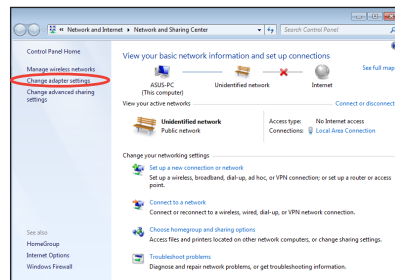 « Network and Internet ▸ Network and Sharing Center
Search Control Panel
Control Panel Home
Manage wireless networks
Change adapter settings
Change advanced sharing
settings
See also
HomeGroup
Internet Options
Windows Firewall
View your basic network information and set up connections
See full map
ASUS-PC
(This computer)
Unidentified network
Internet
View your active networks
Connect or disconnect
Unidentified network
Public network
Access type: No Internet access
Connections: Local Area Connection
Change your networking settings
Set up a new connection or network
Set up a wireless, broadband, dial-up, ad hoc, or VPN connection; or set up a router or access
point.
Connect to a network
Connect or reconnect to a wireless, wired, dial-up, or VPN network connection.
Choose homegroup and sharing options
Access files and printers located on other network computers, or change sharing settings.
Troubleshoot problems
Diagnose and repair network problems, or get troubleshooting information.